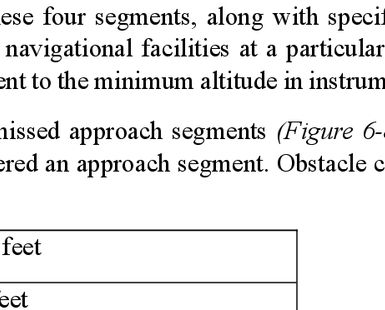 these four segments, along with specif
navigational facilities at a particular
ent to the minimum altitude in instrum
missed approach segments (Figure 6-
ered an approach segment. Obstacle c
feet
feet